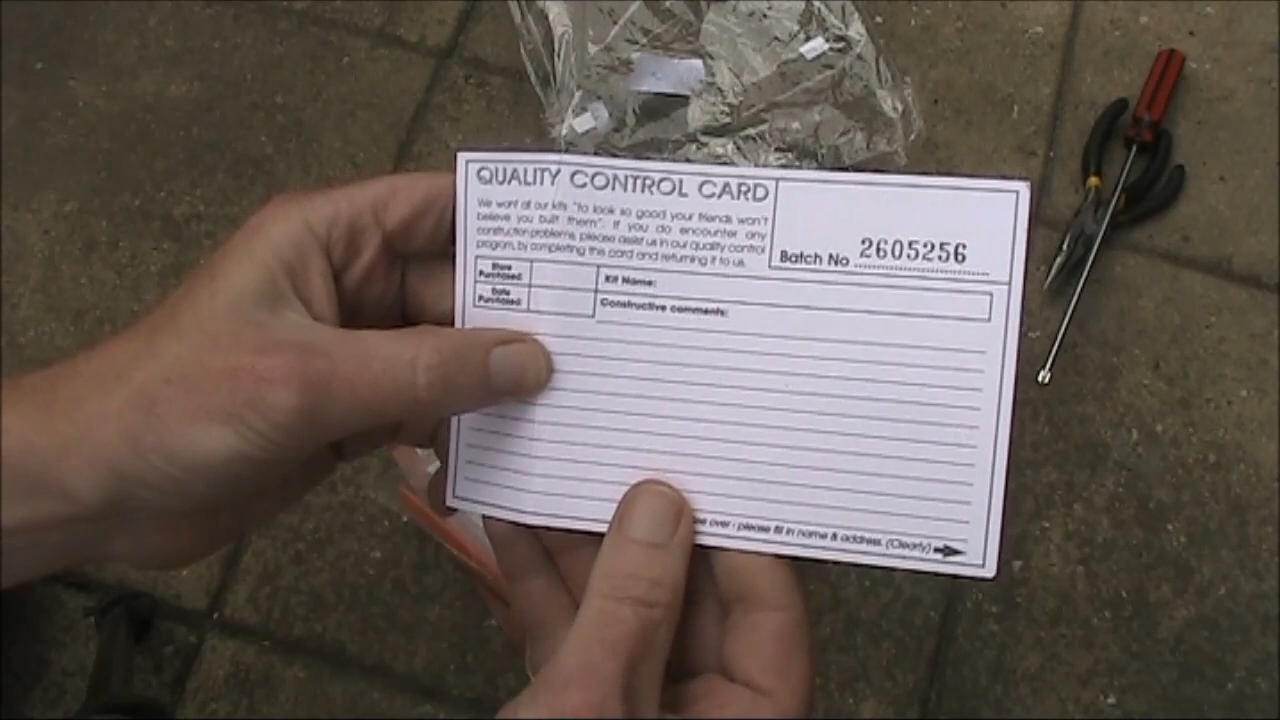 QUALITY CONTROL CARD
We want all our kits "to look so good your friends won't
believe you built them". If you do encounter any
construction problems, please assist us in our quality control
program, by completing this card and returning it to us.
Batch No 2605256
Store
Purchased:
Date
Purchased:
Kit Name:
Constructive comments:
over - please fill in name & address. (Clearly)